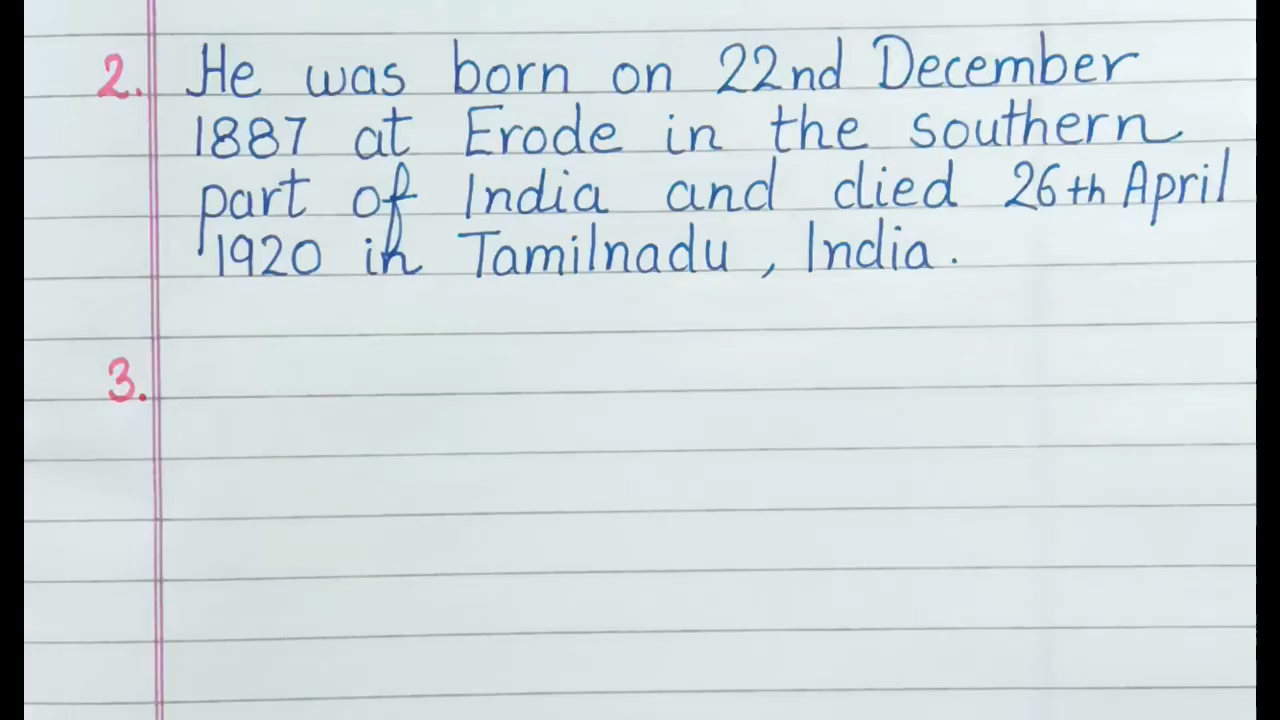 2. He was born on 22nd December
1887 at Erode in the southern
part of India and died 26th April
1920 in Tamilnadu, India.
3.